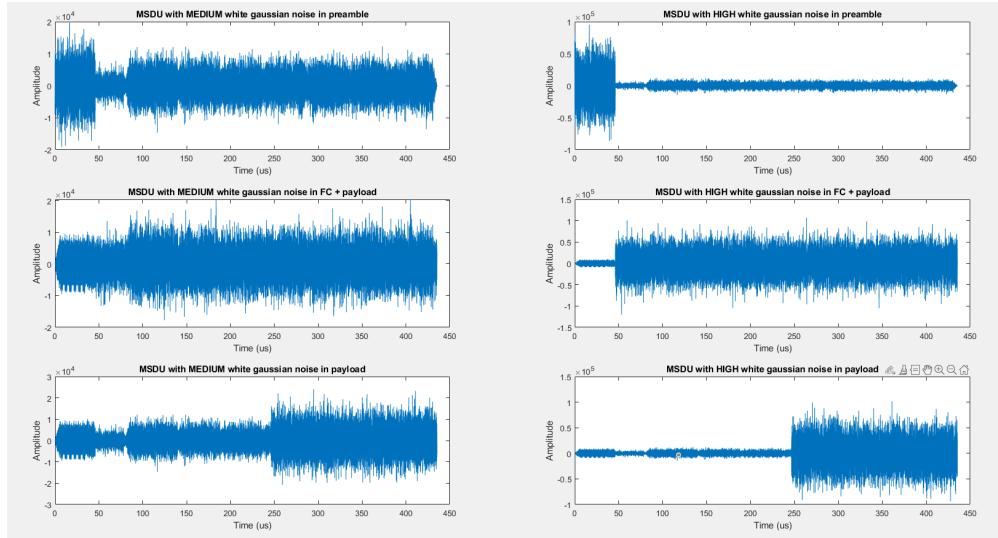 MSDU with MEDIUM white gaussian noise in preamble
×10^4
2
1
0
-1
-2
Amplitude
0 50 100 150 200 250 300 350 400 450
Time (us)
MSDU with HIGH white gaussian noise in preamble
×10^5
1
0.5
0
-0.5
-1
Amplitude
0 50 100 150 200 250 300 350 400 450
Time (us)
MSDU with MEDIUM white gaussian noise in FC + payload
×10^4
2
1
0
-1
-2
Amplitude
0 50 100 150 200 250 300 350 400 450
Time (us)
MSDU with HIGH white gaussian noise in FC + payload
×10^5
1.5
1
0.5
0
-0.5
-1
-1.5
Amplitude
0 50 100 150 200 250 300 350 400 450
Time (us)
MSDU with MEDIUM white gaussian noise in payload
×10^4
3
2
1
0
-1
-2
-3
Amplitude
0 50 100 150 200 250 300 350 400 450
Time (us)
MSDU with HIGH white gaussian noise in payload
×10^5
1.5
1
0.5
0
-0.5
-1
Amplitude
0 50 100 150 200 250 300 350 400 450
Time (us)